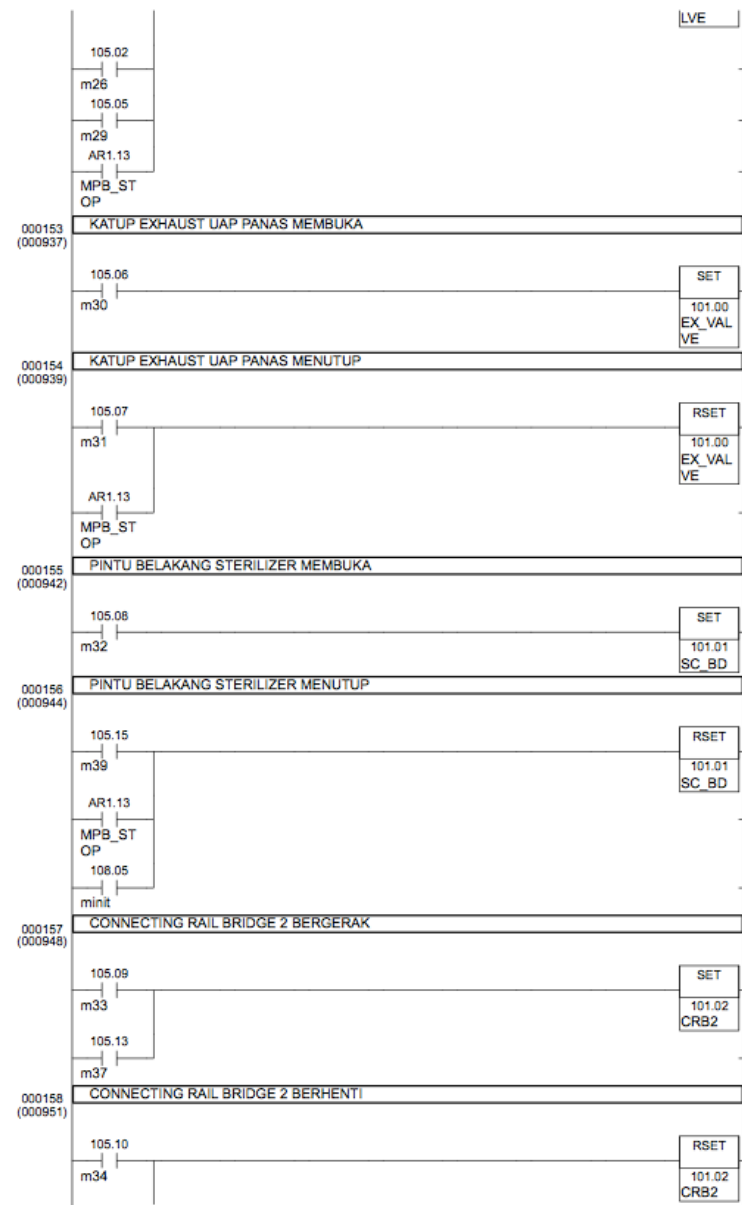 LVE
105.02
m26
105.05
m29
AR1.13
MPB_ST
OP
000153
(000937)
KATUP EXHAUST UAP PANAS MEMBUKA
105.06
m30
SET
101.00
EX_VAL
VE
000154
(000939)
KATUP EXHAUST UAP PANAS MENUTUP
105.07
m31
RSET
101.00
EX_VAL
VE
AR1.13
MPB_ST
OP
000155
(000942)
PINTU BELAKANG STERILIZER MEMBUKA
105.08
m32
SET
101.01
SC_BD
000156
(000944)
PINTU BELAKANG STERILIZER MENUTUP
105.15
m39
RSET
101.01
SC_BD
AR1.13
MPB_ST
OP
108.05
minit
000157
(000948)
CONNECTING RAIL BRIDGE 2 BERGERAK
105.09
m33
SET
101.02
CRB2
105.13
m37
000158
(000951)
CONNECTING RAIL BRIDGE 2 BERHENTI
105.10
m34
RSET
101.02
CRB2